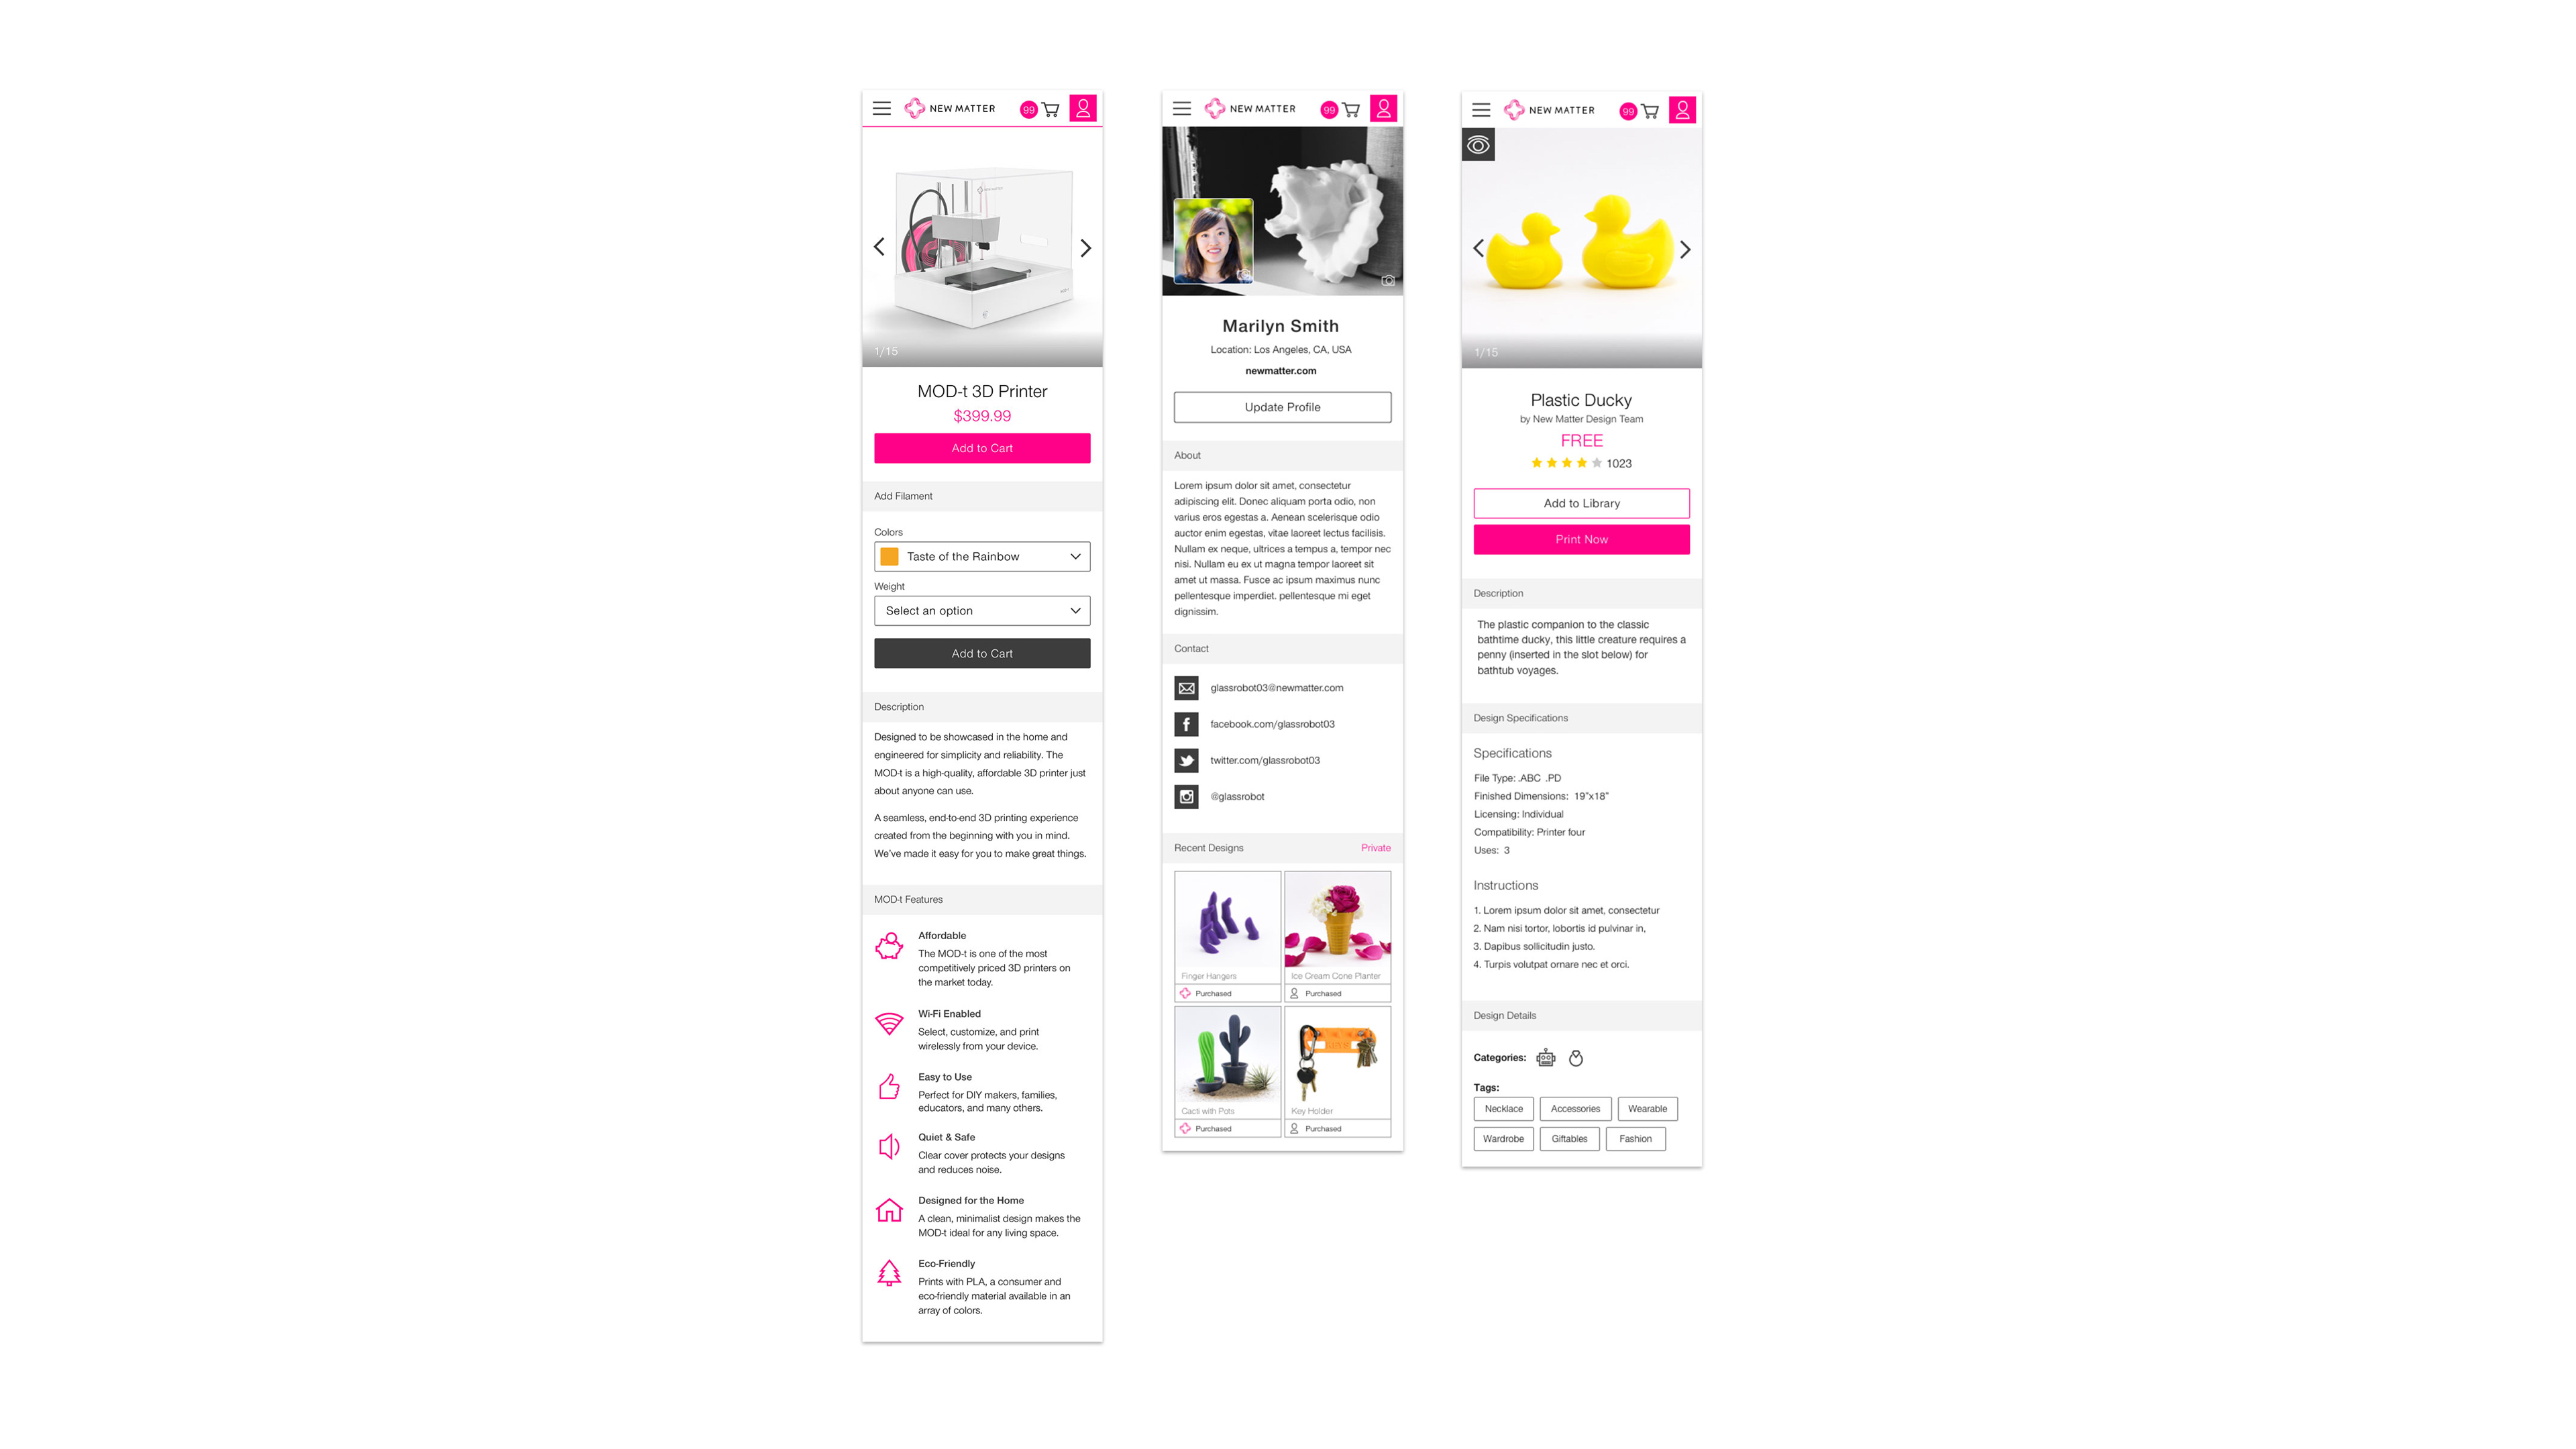 NEW MATTER
99
1/15
MOD-t 3D Printer
$399.99
Add to Cart
Add Filament
Colors
Taste of the Rainbow
Weight
Select an option
Add to Cart
Description
Designed to be showcased in the home and
engineered for simplicity and reliability. The
MOD-t is a high-quality, affordable 3D printer just
about anyone can use.
A seamless, end-to-end 3D printing experience
created from the beginning with you in mind.
We've made it easy for you to make great things.
MOD-t Features
Affordable
The MOD-t is one of the most
competitively priced 3D printers on
the market today.
Wi-Fi Enabled
Select, customize, and print
wirelessly from your device.
Easy to Use
Perfect for DIY makers, families,
educators, and many others.
Quiet & Safe
Clear cover protects your designs
and reduces noise.
Designed for the Home
A clean, minimalist design makes the
MOD-t ideal for any living space.
Eco-Friendly
Prints with PLA, a consumer and
eco-friendly material available in an
array of colors.
NEW MATTER
99
Marilyn Smith
Location: Los Angeles, CA, USA
newmatter.com
Update Profile
About
Lorem ipsum dolor sit amet, consectetur
adipiscing elit. Donec aliquam porta odio, non
varius eros egestas a. Aenean scelerisque odio
auctor enim egestas, vitae laoreet lectus facilisis.
Nullam ex neque, ultrices a tempus a, tempor nec
nisi. Nullam eu ex ut magna tempor laoreet sit
amet ut massa. Fusce ac ipsum maximus nunc
pellentesque imperdiet. pellentesque mi eget
dignissim.
Contact
glassrobot03@newmatter.com
facebook.com/glassrobot03
twitter.com/glassrobot03
@glassrobot
Recent Designs Private
Finger Hangers
Purchased
Ice Cream Cone Planter
Purchased
Cacti with Pots
Purchased
Key Holder
Purchased
NEW MATTER
99
1/15
Plastic Ducky
by New Matter Design Team
FREE
1023
Add to Library
Print Now
Description
The plastic companion to the classic
bathtime ducky, this little creature requires a
penny (inserted in the slot below) for
bathtub voyages.
Design Specifications
Specifications
File Type: .ABC .PD
Finished Dimensions: 19"x18"
Licensing: Individual
Compatibility: Printer four
Uses: 3
Instructions
1. Lorem ipsum dolor sit amet, consectetur
2. Nam nisi tortor, lobortis id pulvinar in,
3. Dapibus sollicitudin justo.
4. Turpis volutpat ornare nec et orci.
Design Details
Categories:
Tags:
Necklace Accessories Wearable
Wardrobe Giftables Fashion